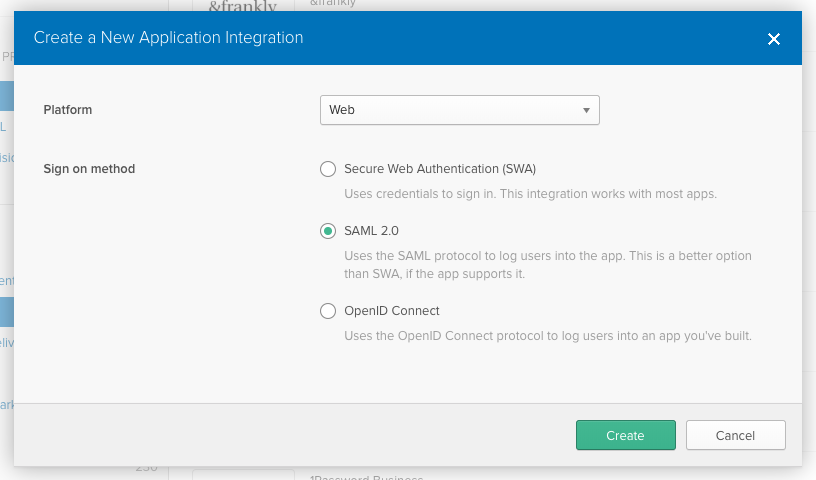 &frankly
&frankly
Create a New Application Integration
Platform
Web
Sign on method
Secure Web Authentication (SWA)
Uses credentials to sign in. This integration works with most apps.
SAML 2.0
Uses the SAML protocol to log users into the app. This is a better option
than SWA, if the app supports it.
OpenID Connect
Uses the OpenID Connect protocol to log users into an app you've built.
Create
Cancel
250
1Password Business